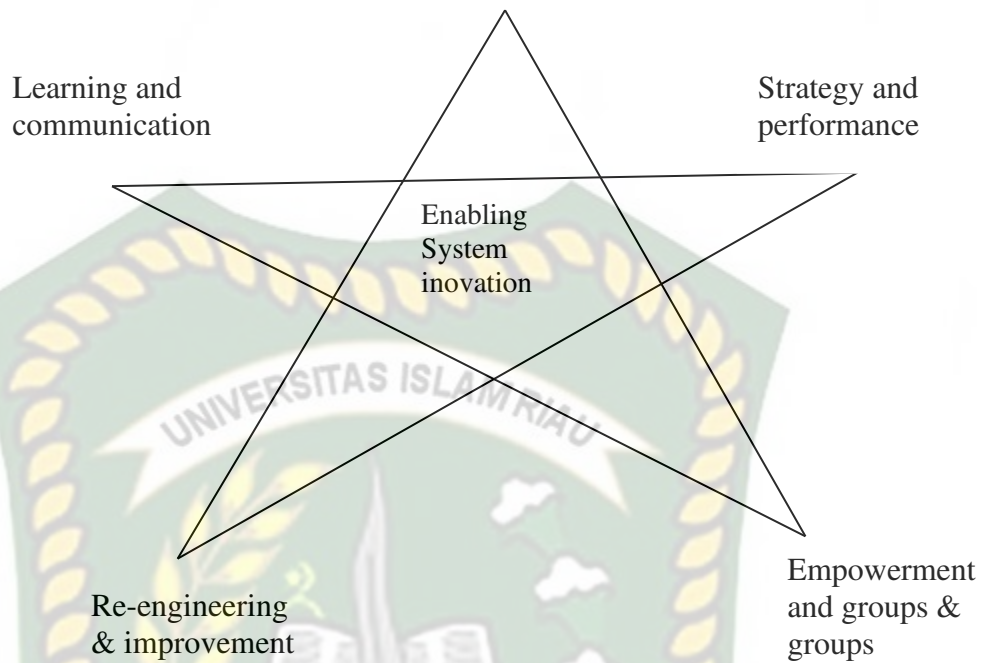 Learning and
communication
Strategy and
performance
Enabling
System
inovation
UNIVERSITAS ISLAM RIAU
Re-engineering
& improvement
Empowerment
and groups &
groups